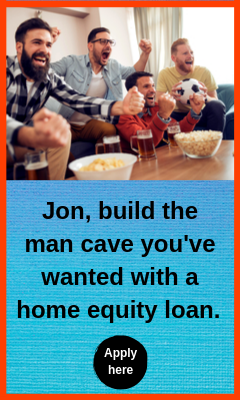 Jon, build the
man cave you've
wanted with a
home equity loan.
Apply
here